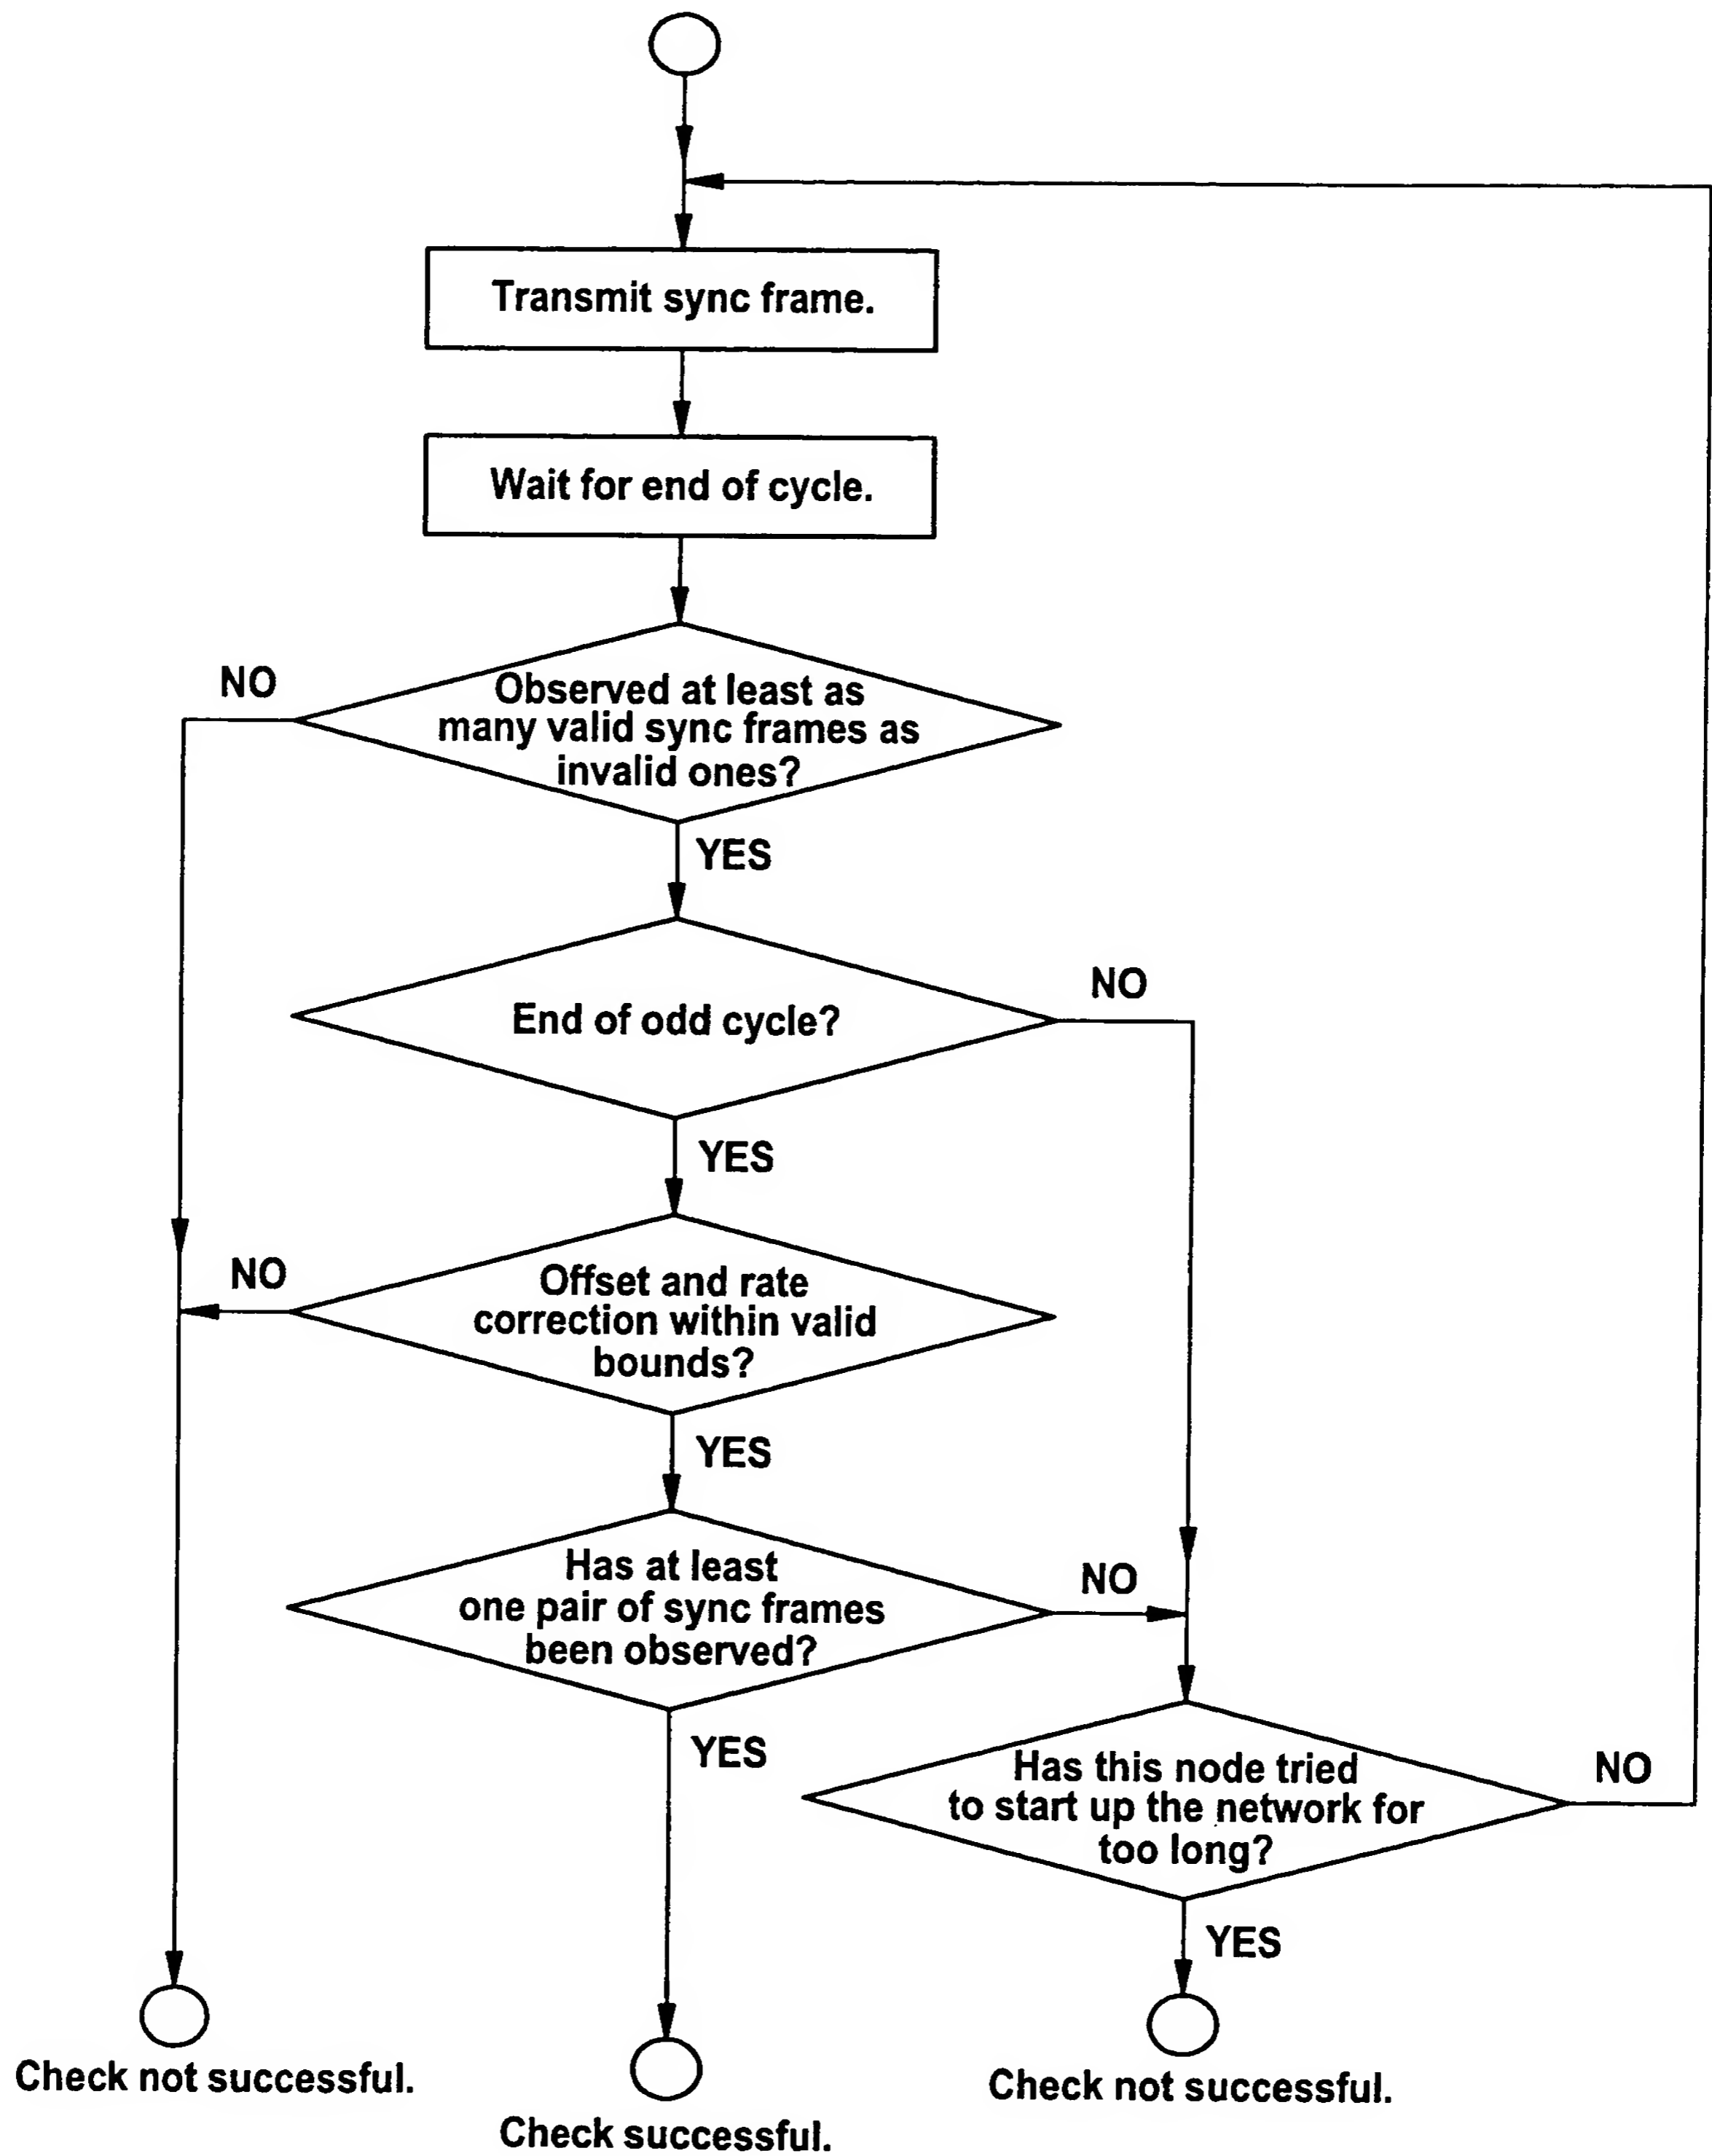 Transmit sync frame.
Wait for end of cycle.
NO
Observed at least as
many valid sync frames as
invalid ones?
YES
NO
End of odd cycle?
YES
NO
Offset and rate
correction within valid
bounds?
YES
Has at least
one pair of sync frames
been observed?
NO
YES
Has this node tried
to start up the network for
too long?
NO
YES
Check not successful.
Check successful.
Check not successful.